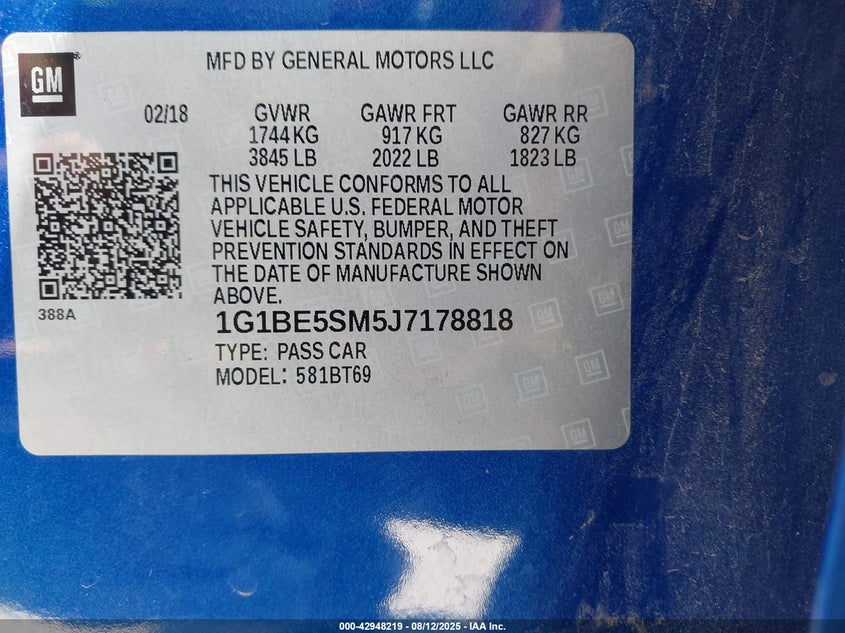 GM
MFD BY GENERAL MOTORS LLC
02/18 GVWR GAWR FRT GAWR RR
1744 KG 917 KG 827 KG
3845 LB 2022 LB 1823 LB
THIS VEHICLE CONFORMS TO ALL
APPLICABLE U.S. FEDERAL MOTOR
VEHICLE SAFETY, BUMPER, AND THEFT
PREVENTION STANDARDS IN EFFECT ON
THE DATE OF MANUFACTURE SHOWN
ABOVE.
388A
1G1BE5SM5J7178818
TYPE: PASS CAR
MODEL: 581BT69
000-42948219 - 08/12/2025 - IAA Inc.